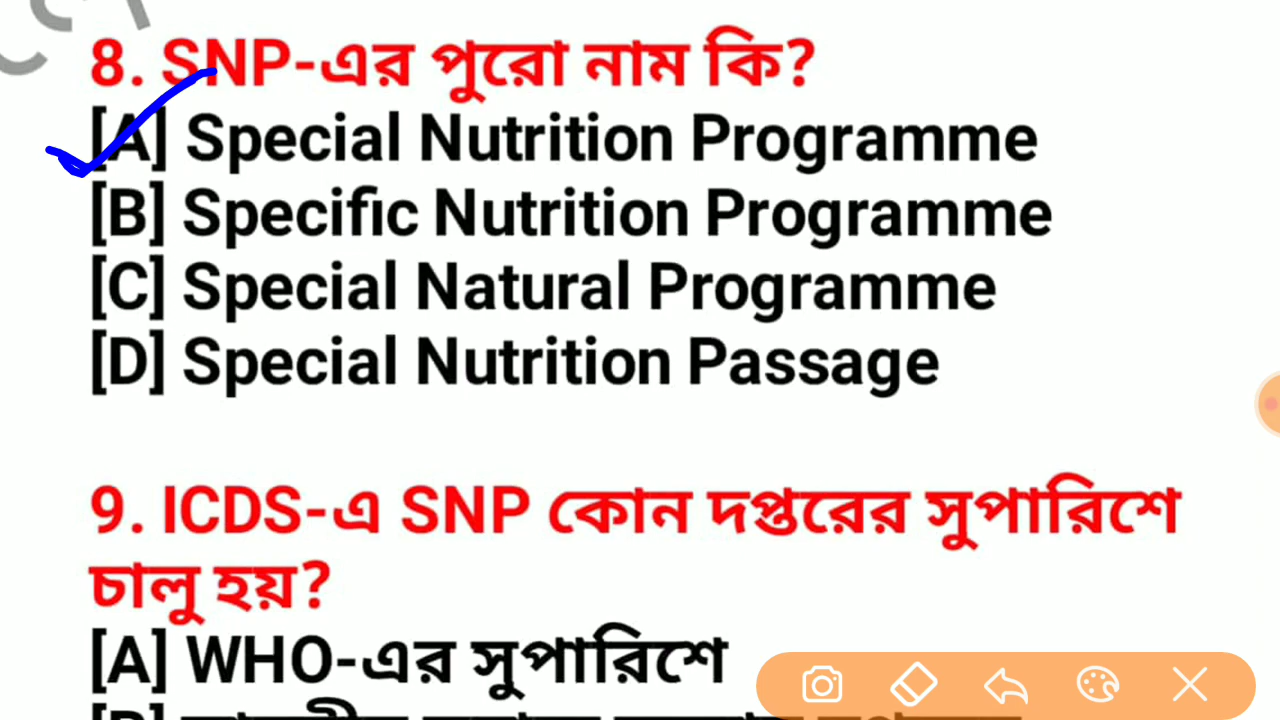 8. SNP-এর পুরো নাম কি?
[A] Special Nutrition Programme
[B] Specific Nutrition Programme
[C] Special Natural Programme
[D] Special Nutrition Passage
9. ICDS-এ SNP কোন দপ্তরের সুপারিশে
চালু হয়?
[A] WHO-এর সুপারিশে